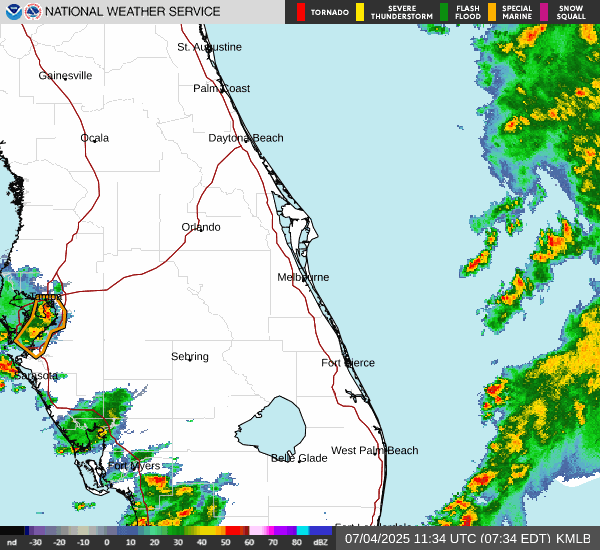 NATIONAL WEATHER SERVICE
TORNADO
SEVERE THUNDERSTORM
FLASH FLOOD
SPECIAL MARINE
SNOW SQUALL
St. Augustine
Gainesville
Palm Coast
Ocala
Daytona Beach
Orlando
Melbourne
Tampa
Sebring
Fort Pierce
Sarasota
West Palm Beach
Belle Glade
Fort Myers
Fort Lauderdale
nd -30 -20 -10 0 10 20 30 40 50 60 70 80 dBZ
07/04/2025 11:34 UTC (07:34 EDT) KMLB